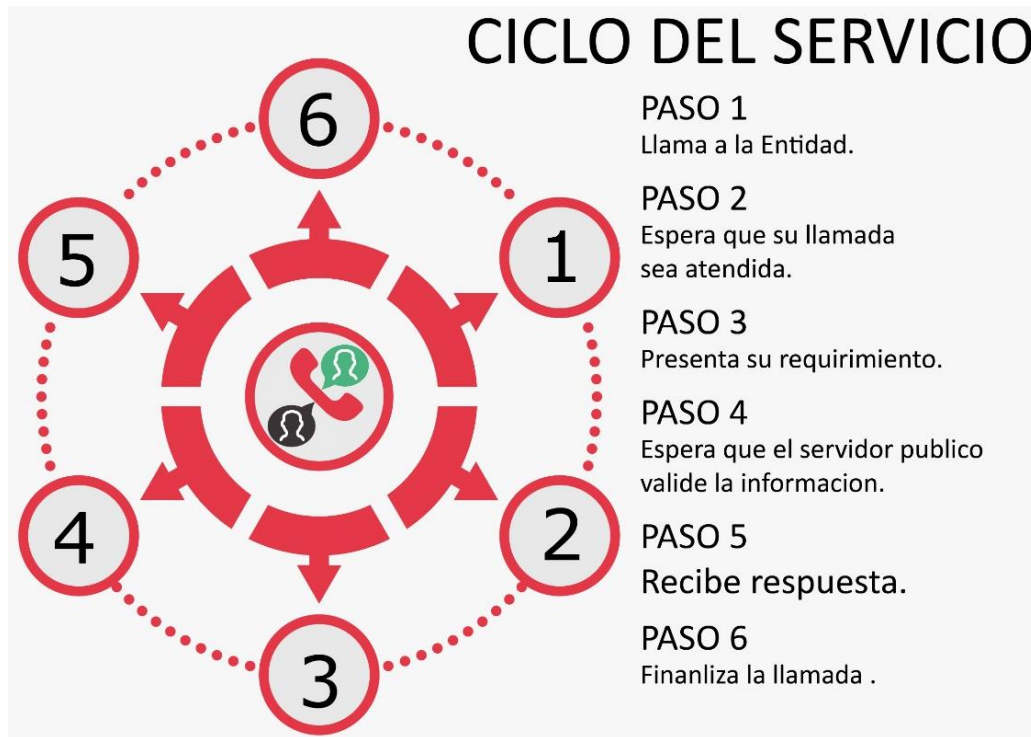 CICLO DEL SERVICIO
PASO 1
Llama a la Entidad.
PASO 2
Espera que su llamada
sea atendida.
PASO 3
Presenta su requirimiento.
PASO 4
Espera que el servidor publico
valide la informacion.
PASO 5
Recibe respuesta.
PASO 6
Finanliza la llamada .
6
5
1
4
2
3